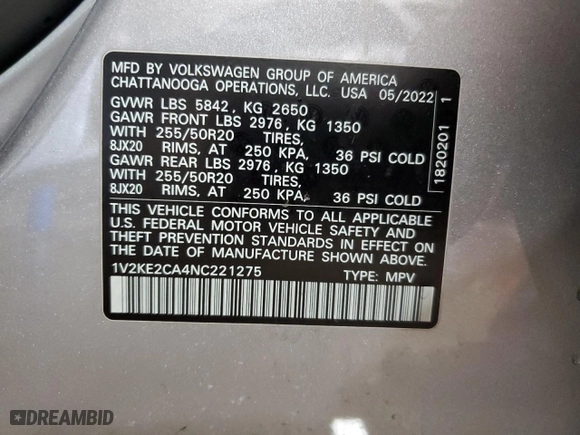 MFD BY VOLKSWAGEN GROUP OF AMERICA
CHATTANOOGA OPERATIONS, LLC. USA 05/2022
GVWR LBS 5842, KG 2650
GAWR FRONT LBS 2976, KG 1350
WITH 255/50R20 TIRES,
8JX20 RIMS, AT 250 KPA, 36 PSI COLD
GAWR REAR LBS 2976, KG 1350
WITH 255/50R20 TIRES,
8JX20 RIMS, AT 250 KPA, 36 PSI COLD
THIS VEHICLE CONFORMS TO ALL APPLICABLE
U.S. FEDERAL MOTOR VEHICLE SAFETY AND
THEFT PREVENTION STANDARDS IN EFFECT ON
THE DATE OF MANUFACTURE SHOWN ABOVE.
1V2KE2CA4NC221275 TYPE: MPV
1820201 1
DREAMBID